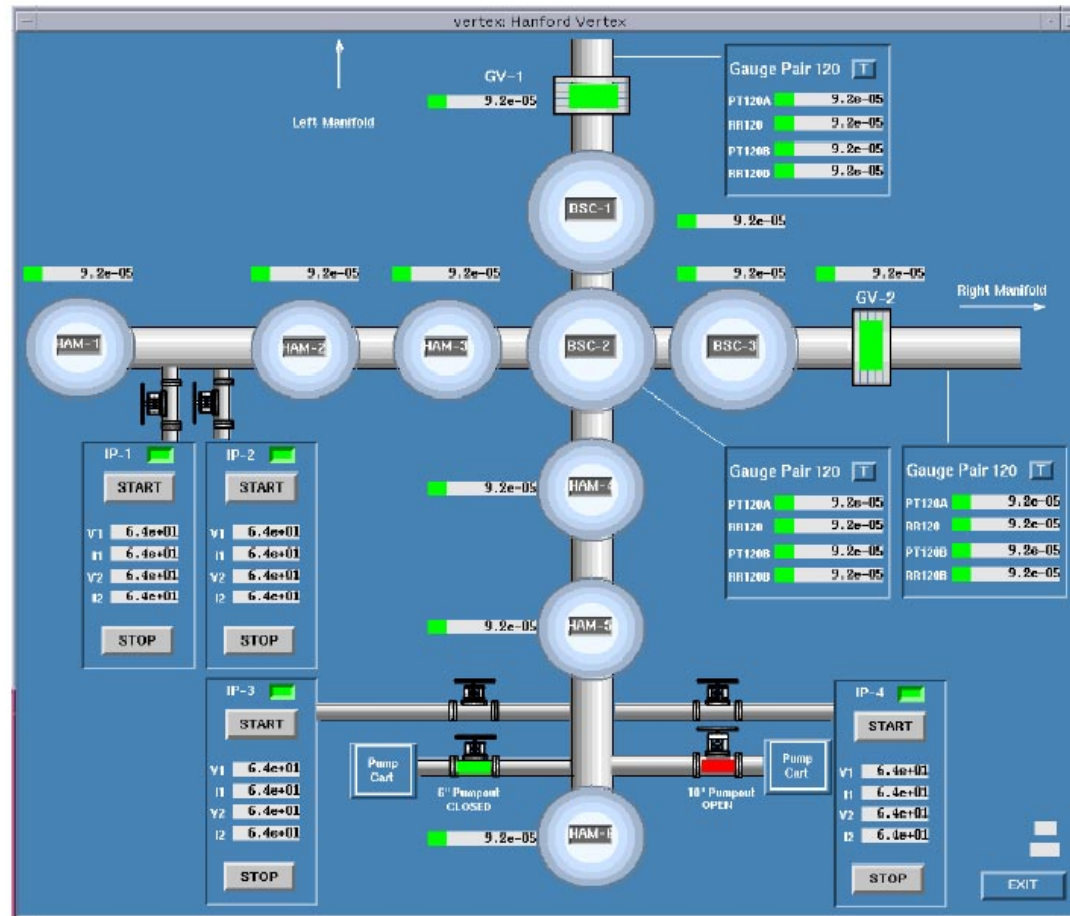 vertex: Hanford Vertex
GV-1
9.2e-05
Left Manifold
Gauge Pair 120 T
PT120A 9.2e-05
RR120 9.2e-05
PT120B 9.2e-05
RR120B 9.2e-05
BSC-1
9.2e-05
9.2e-05
9.2e-05
9.2e-05
9.2e-05
9.2e-05
GV-2
Right Manifold
HAM-1
HAM-2
HAM-3
BSC-2
BSC-3
IP-1
START
V1 6.4e+01
I1 6.4e+01
V2 6.4e+01
I2 6.4e+01
STOP
IP-2
START
V1 6.4e+01
I1 6.4e+01
V2 6.4e+01
I2 6.4e+01
STOP
9.2e-05
HAM-4
Gauge Pair 120 T
PT120A 9.2e-05
RR120 9.2e-05
PT120B 9.2e-05
RR120B 9.2e-05
Gauge Pair 120 T
PT120A 9.2e-05
RR120 9.2e-05
PT120B 9.2e-05
RR120B 9.2e-05
9.2e-05
HAM-5
IP-3
START
V1 6.4e+01
I1 6.4e+01
V2 6.4e+01
I2 6.4e+01
STOP
Pump
Cart
6" Pumpout
CLOSED
10" Pumpout
OPEN
Pump
Cart
IP-4
START
V1 6.4e+01
I1 6.4e+01
V2 6.4e+01
I2 6.4e+01
STOP
9.2e-05
HAM-6
EXIT